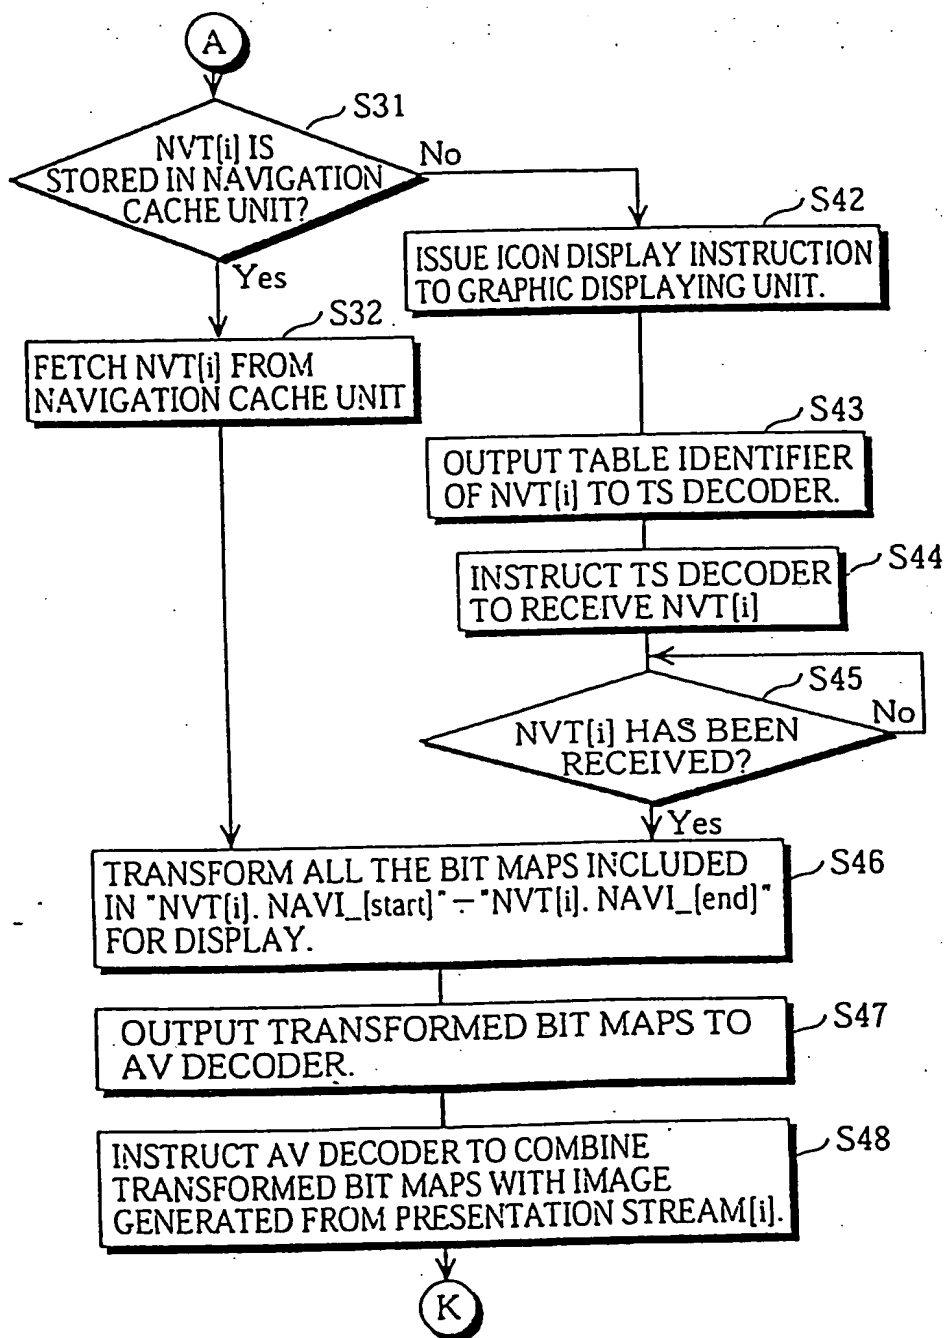 A
S31
NVT[i] IS
STORED IN NAVIGATION
CACHE UNIT?
No
Yes
S42
ISSUE ICON DISPLAY INSTRUCTION
TO GRAPHIC DISPLAYING UNIT.
S32
FETCH NVT[i] FROM
NAVIGATION CACHE UNIT
S43
OUTPUT TABLE IDENTIFIER
OF NVT[i] TO TS DECODER.
S44
INSTRUCT TS DECODER
TO RECEIVE NVT[i]
S45
No
NVT[i] HAS BEEN
RECEIVED?
Yes
S46
TRANSFORM ALL THE BIT MAPS INCLUDED
IN "NVT[i]. NAVI_[start]" – "NVT[i]. NAVI_[end]"
FOR DISPLAY.
S47
OUTPUT TRANSFORMED BIT MAPS TO
AV DECODER.
S48
INSTRUCT AV DECODER TO COMBINE
TRANSFORMED BIT MAPS WITH IMAGE
GENERATED FROM PRESENTATION STREAM[i].
K